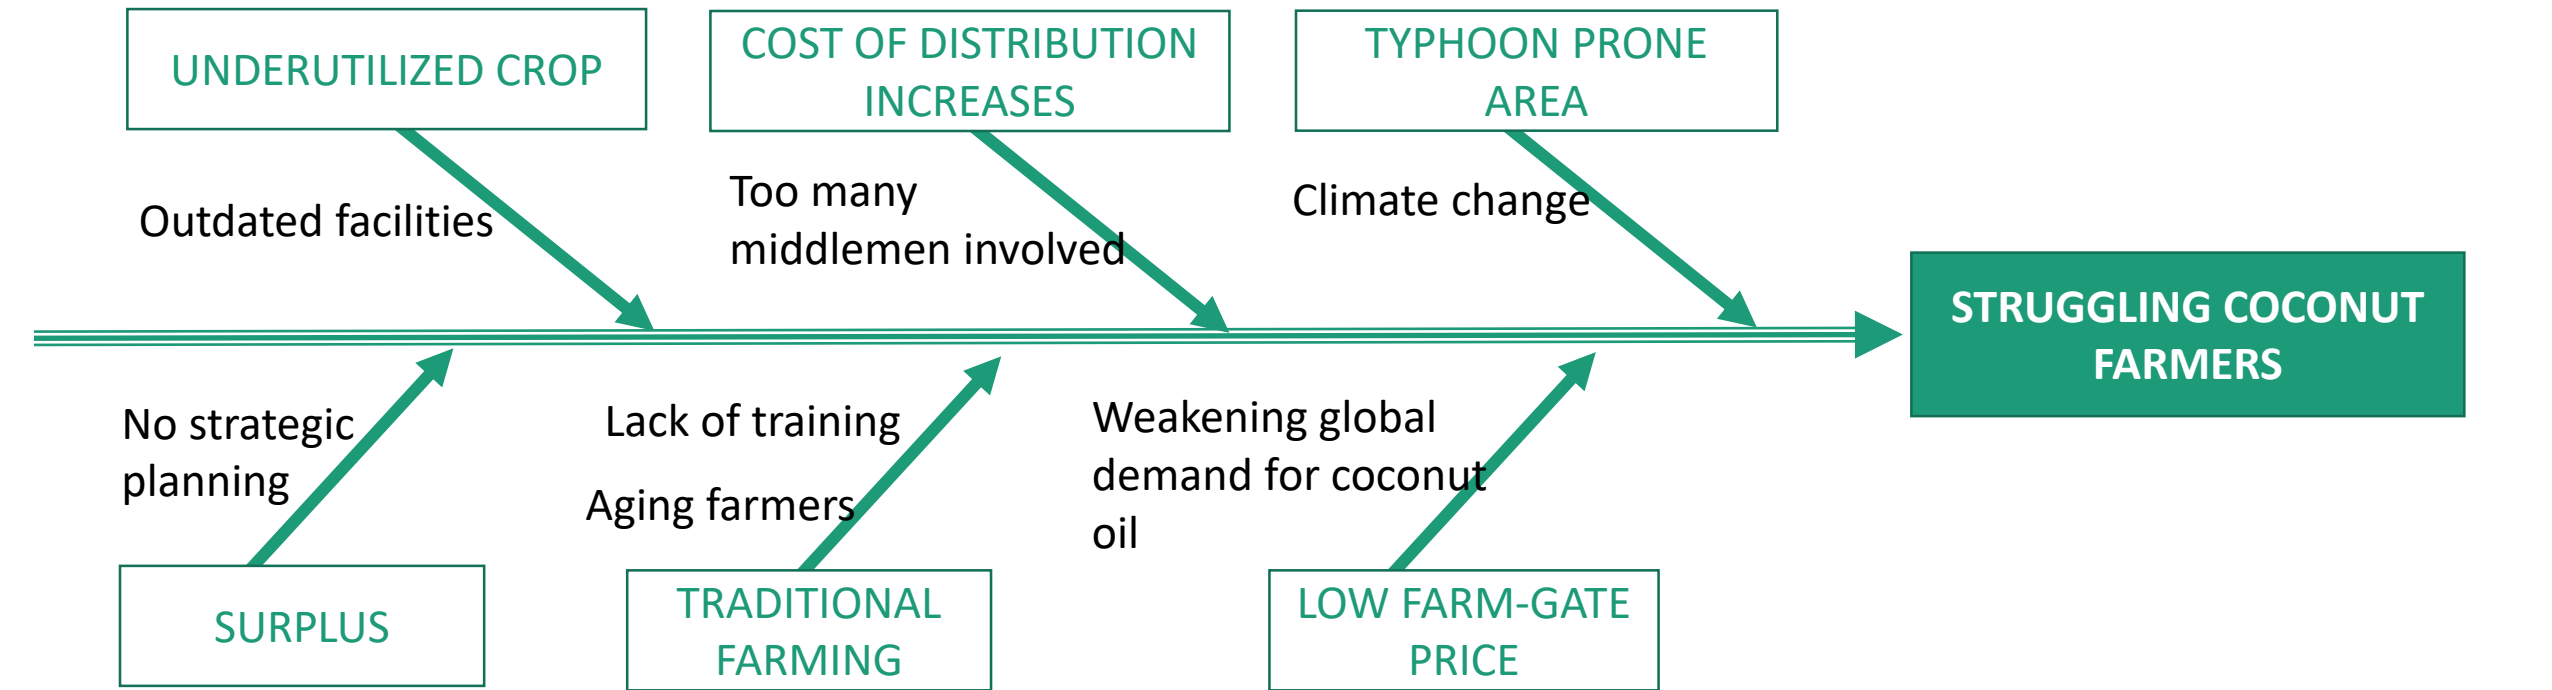 UNDERUTILIZED CROP
COST OF DISTRIBUTION
INCREASES
TYPHOON PRONE
AREA
Outdated facilities
Too many
middlemen involved
Climate change
STRUGGLING COCONUT
FARMERS
No strategic
planning
Lack of training
Aging farmers
Weakening global
demand for coconut
oil
SURPLUS
TRADITIONAL
FARMING
LOW FARM-GATE
PRICE